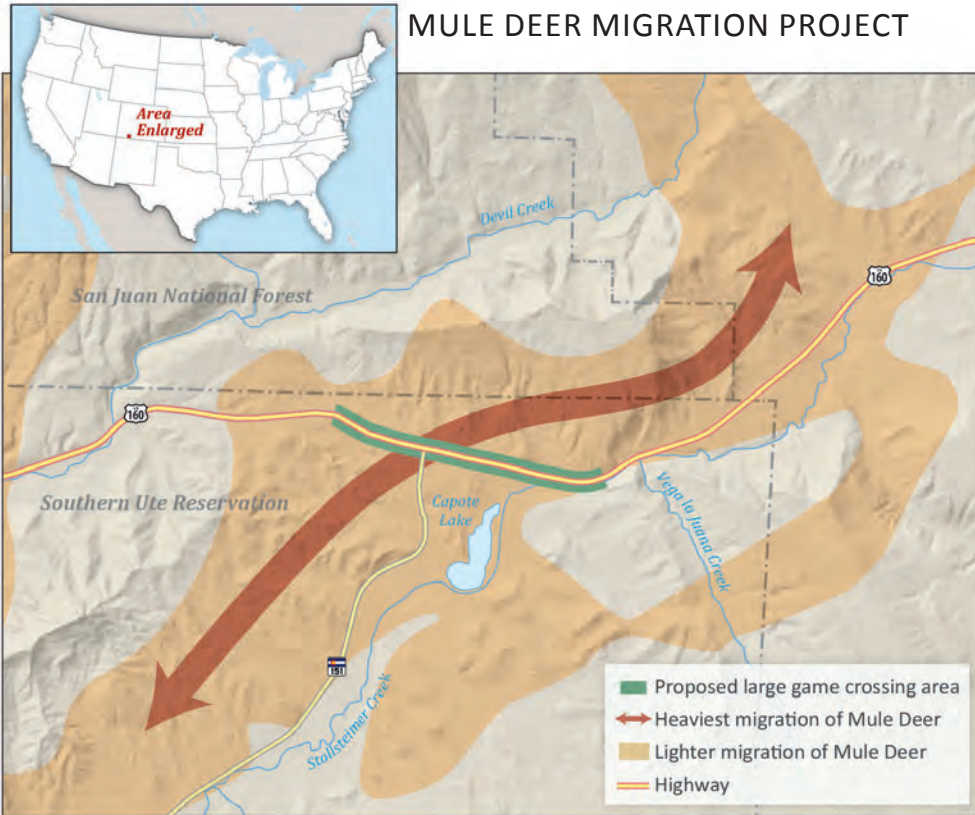 MULE DEER MIGRATION PROJECT
Area
Enlarged
Devil Creek
160
San Juan National Forest
160
Southern Ute Reservation
Capote
Lake
Vega la Juana Creek
151
Stollsteimer Creek
Proposed large game crossing area
Heaviest migration of Mule Deer
Lighter migration of Mule Deer
Highway